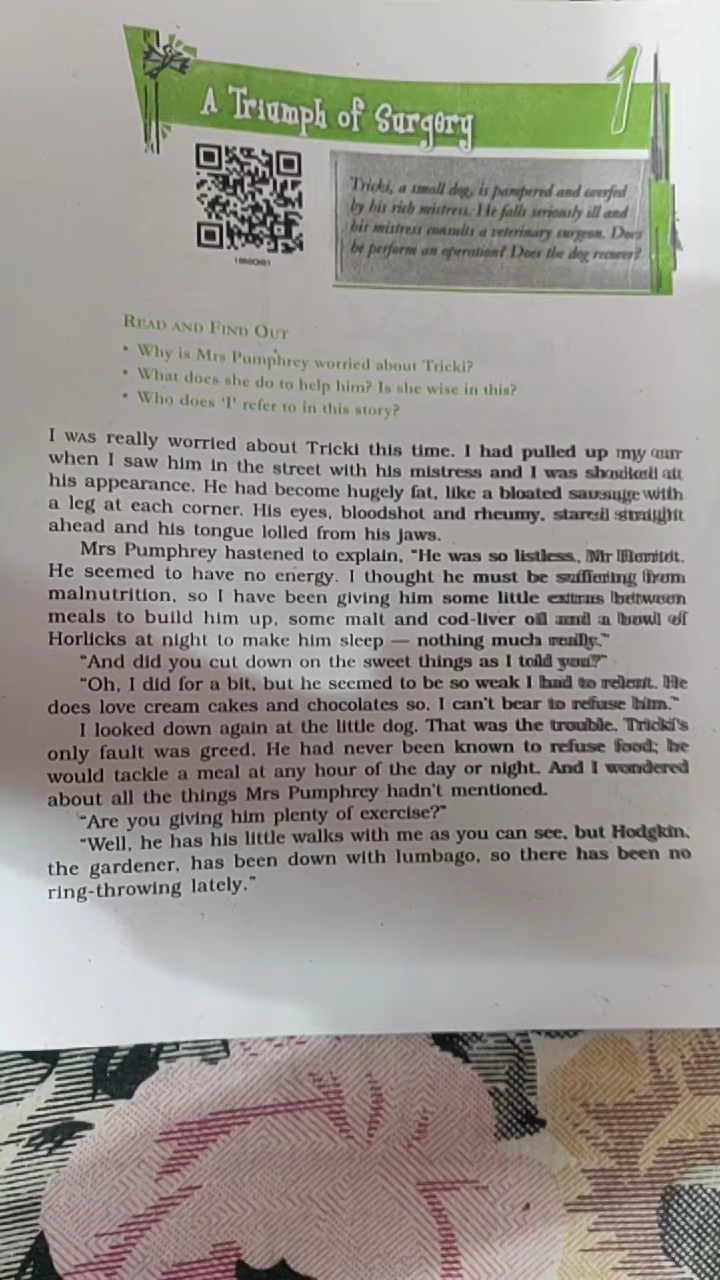 1
A Triumph of Surgery
Tricki, a small dog, is pampered and overfed
by his rich mistress. He falls seriously ill and
his mistress consults a veterinary surgeon. Does
he perform an operation? Does the dog recover?
READ AND FIND OUT
• Why is Mrs Pumphrey worried about Tricki?
• What does she do to help him? Is she wise in this?
• Who does ‘I’ refer to in this story?
I WAS really worried about Tricki this time. I had pulled up my car
when I saw him in the street with his mistress and I was shocked at
his appearance. He had become hugely fat, like a bloated sausage with
a leg at each corner. His eyes, bloodshot and rheumy, stared straight
ahead and his tongue lolled from his jaws.
Mrs Pumphrey hastened to explain, “He was so listless, Mr Herriot.
He seemed to have no energy. I thought he must be suffering from
malnutrition, so I have been giving him some little extras between
meals to build him up, some malt and cod-liver oil and a bowl of
Horlicks at night to make him sleep — nothing much really.”
“And did you cut down on the sweet things as I told you?”
“Oh, I did for a bit, but he seemed to be so weak I had to relent. He
does love cream cakes and chocolates so. I can’t bear to refuse him.”
I looked down again at the little dog. That was the trouble. Tricki’s
only fault was greed. He had never been known to refuse food; he
would tackle a meal at any hour of the day or night. And I wondered
about all the things Mrs Pumphrey hadn’t mentioned.
“Are you giving him plenty of exercise?”
“Well, he has his little walks with me as you can see, but Hodgkin,
the gardener, has been down with lumbago, so there has been no
ring-throwing lately.”